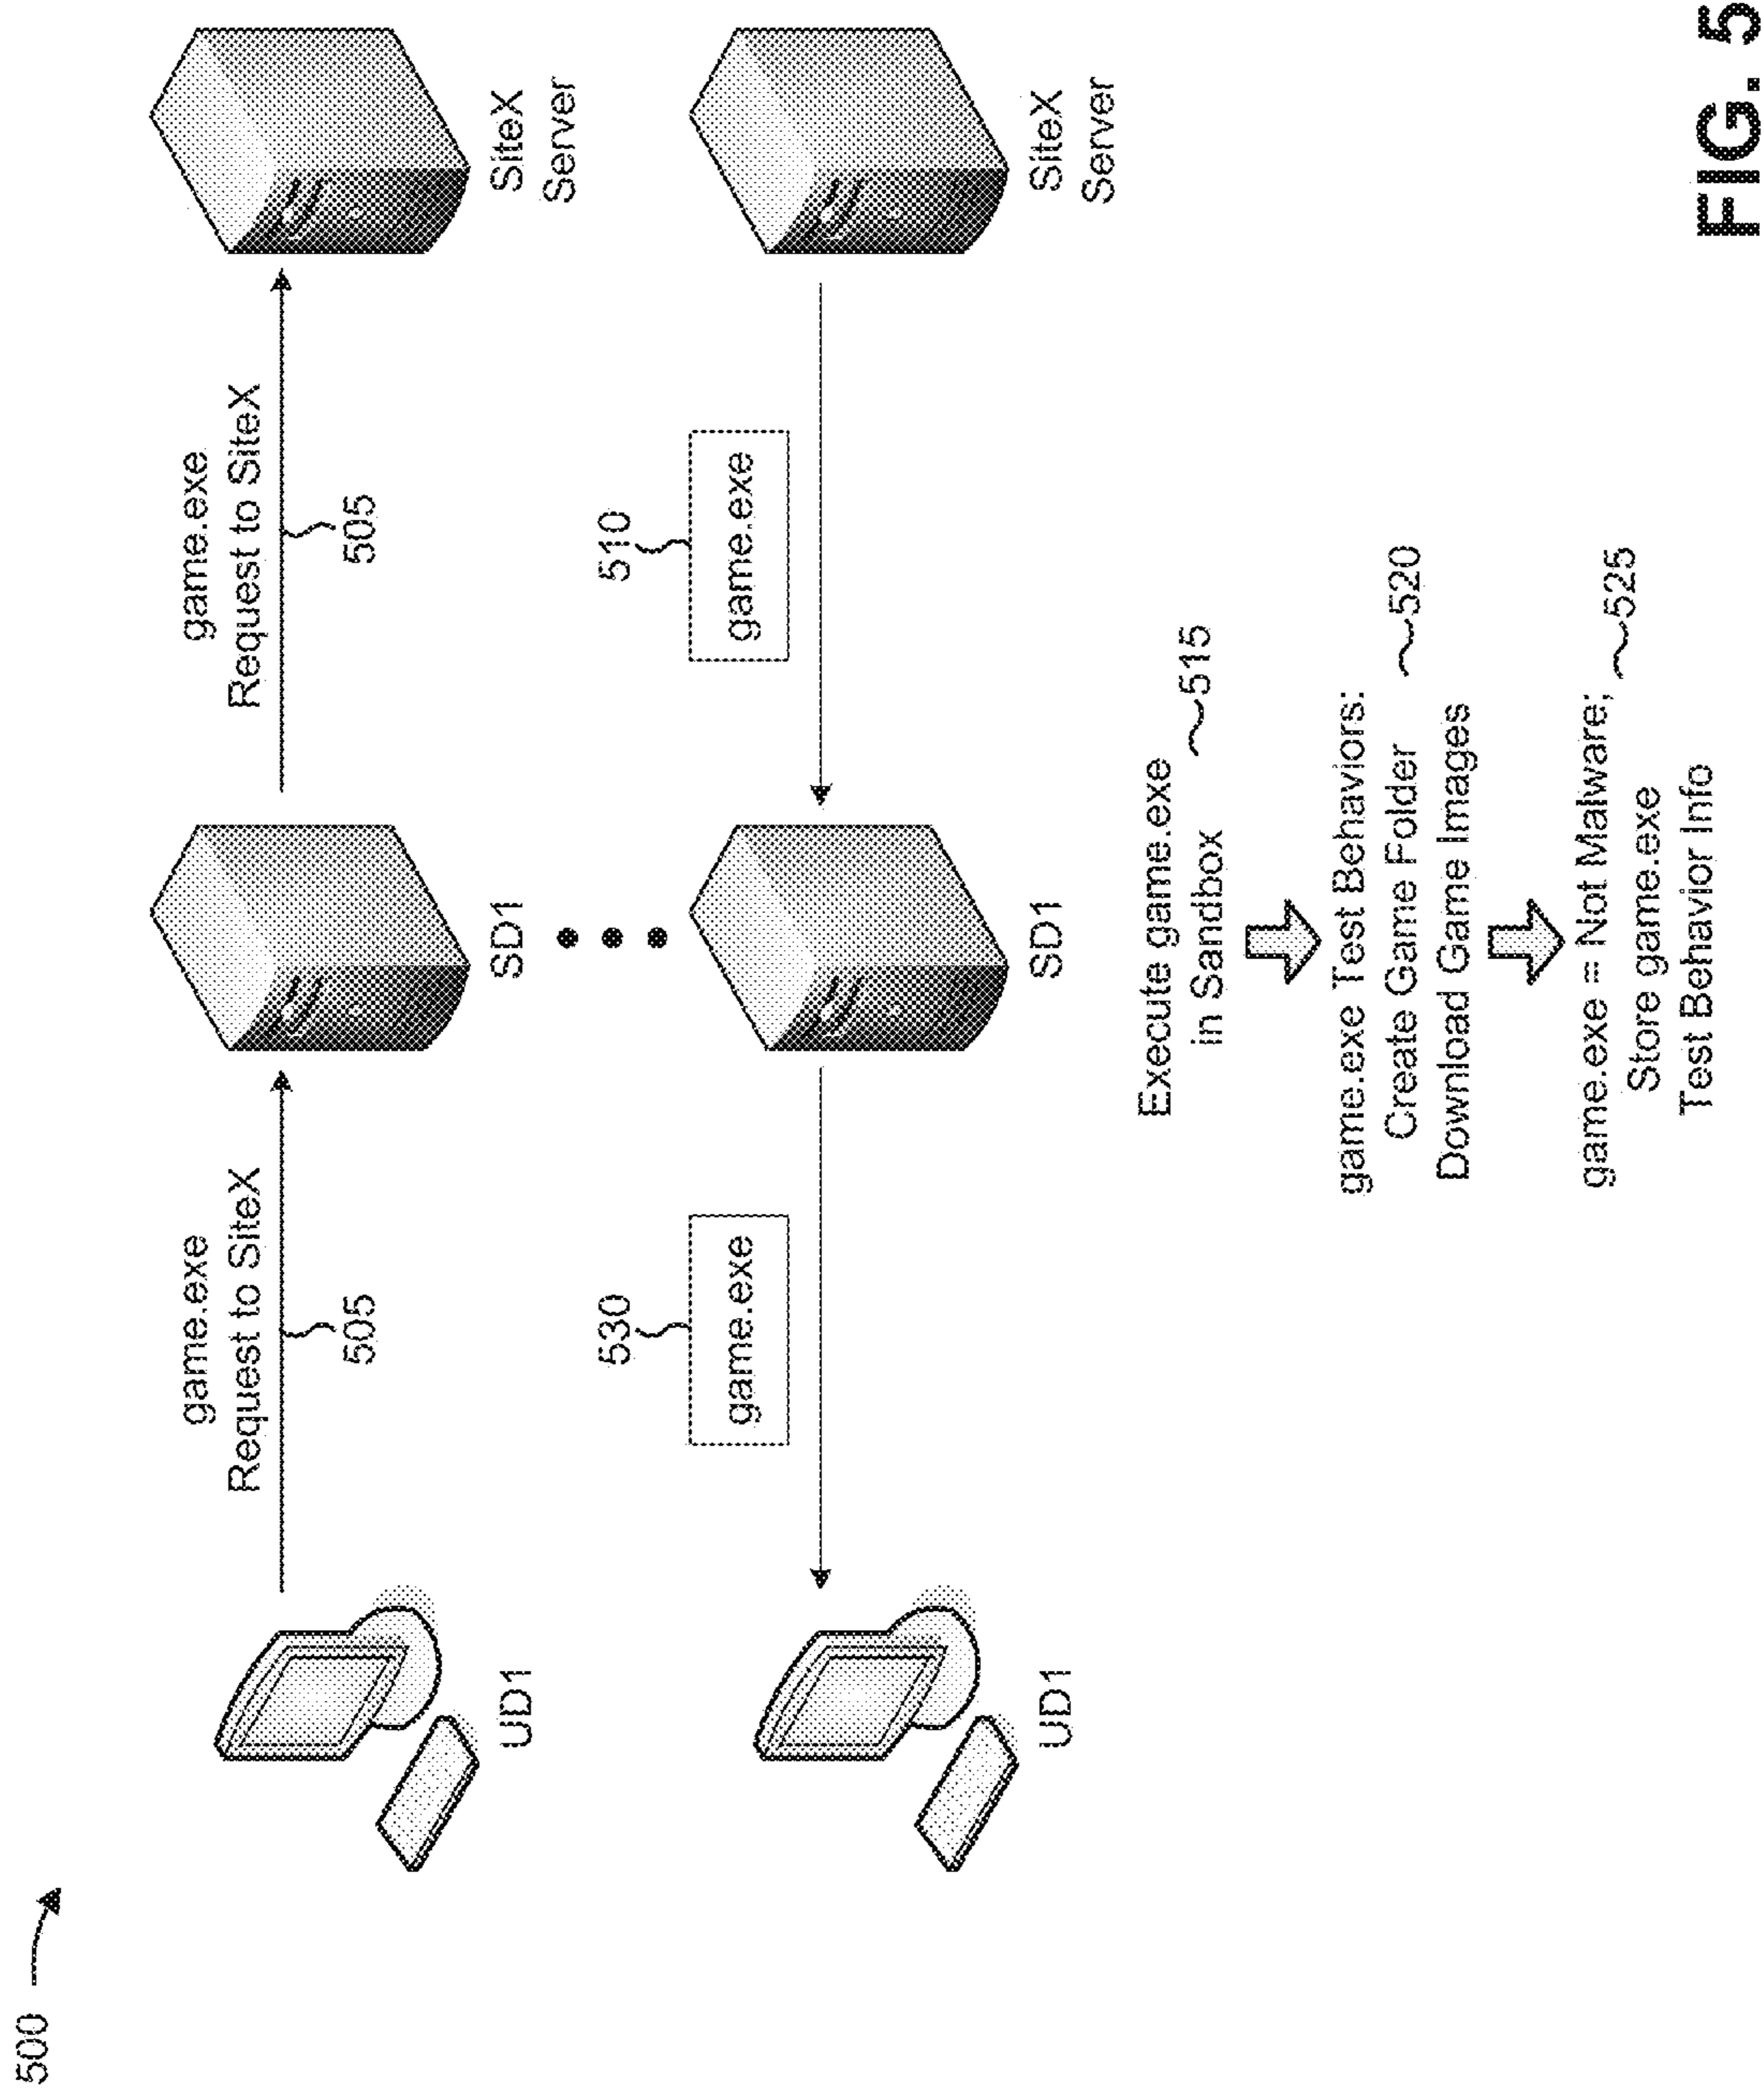 500
game.exe
Request to SiteX
505
game.exe
Request to SiteX
505
UD1
SD1
SiteX
Server
530
game.exe
510
game.exe
UD1
SD1
SiteX
Server
Execute game.exe
in Sandbox
515
game.exe Test Behaviors:
Create Game Folder
Download Game Images
520
game.exe = Not Malware;
Store game.exe
Test Behavior Info
525
FIG. 5